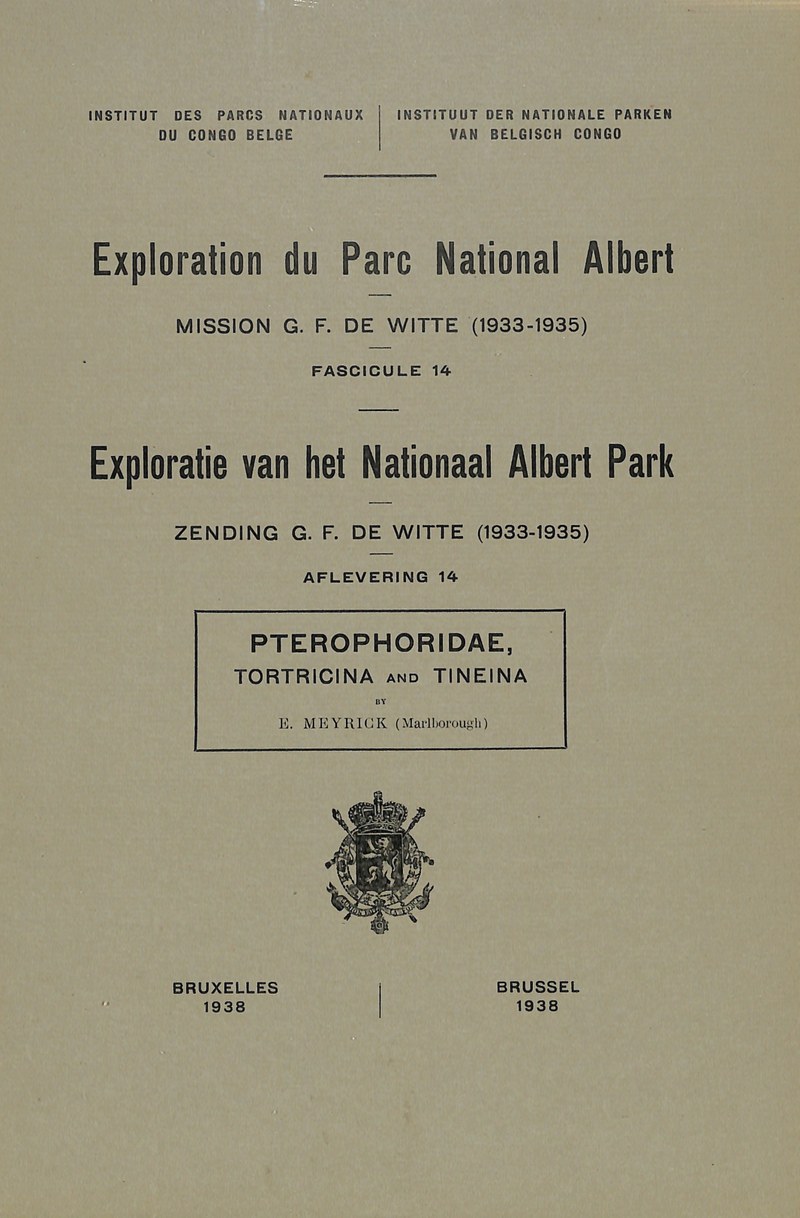 INSTITUT DES PARCS NATIONAUX
DU CONGO BELGE
INSTITUUT DER NATIONALE PARKEN
VAN BELGISCH CONGO
Exploration du Parc National Albert
MISSION G. F. DE WITTE (1933-1935)
FASCICULE 14
Exploratie van het Nationaal Albert Park
ZENDING G. F. DE WITTE (1933-1935)
AFLEVERING 14
PTEROPHORIDAE,
TORTRICINA AND TINEINA
BY
E. MEYRICK (Marlborough)
BRUXELLES
1938
BRUSSEL
1938